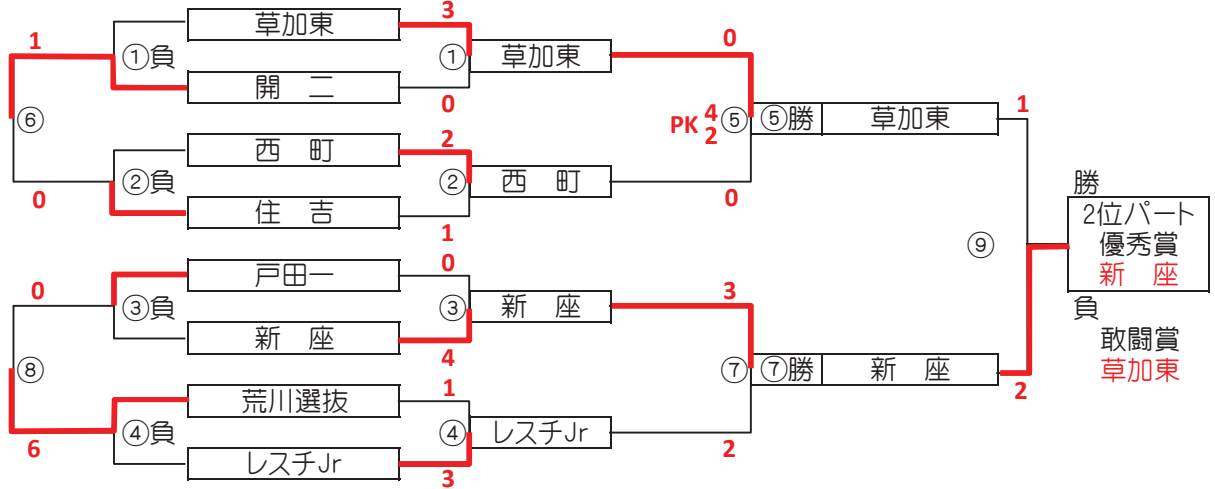 草加東
3
1
①負
①
草加東
0
開 二
0
⑥
PK
4
2
⑤
⑤勝
草加東
1
西 町
2
②負
②
西 町
0
0
住 吉
1
⑨
勝
2位パート
優秀賞
新 座
負
敢闘賞
草加東
戸田一
0
0
③負
③
新 座
3
新 座
4
⑧
⑦
⑦勝
新 座
2
荒川選抜
1
6
④負
④
レスチJr
2
レスチJr
3